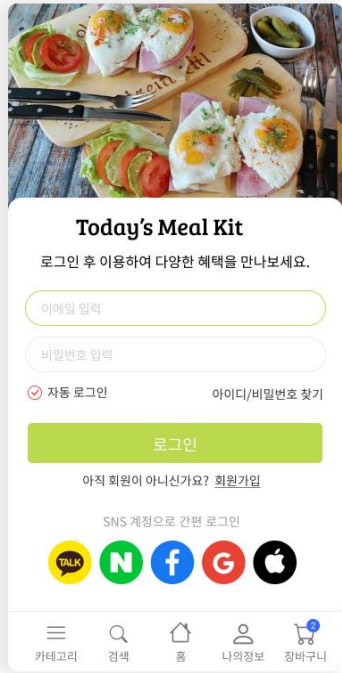 Today's Meal Kit
로그인 후 이용하여 다양한 혜택을 만나보세요.
이메일 입력
비밀번호 입력
자동 로그인 아이디/비밀번호 찾기
로그인
아직 회원이 아니신가요? 회원가입
SNS 계정으로 간편 로그인
TALK N f G
2
카테고리 검색 홈 나의정보 장바구니